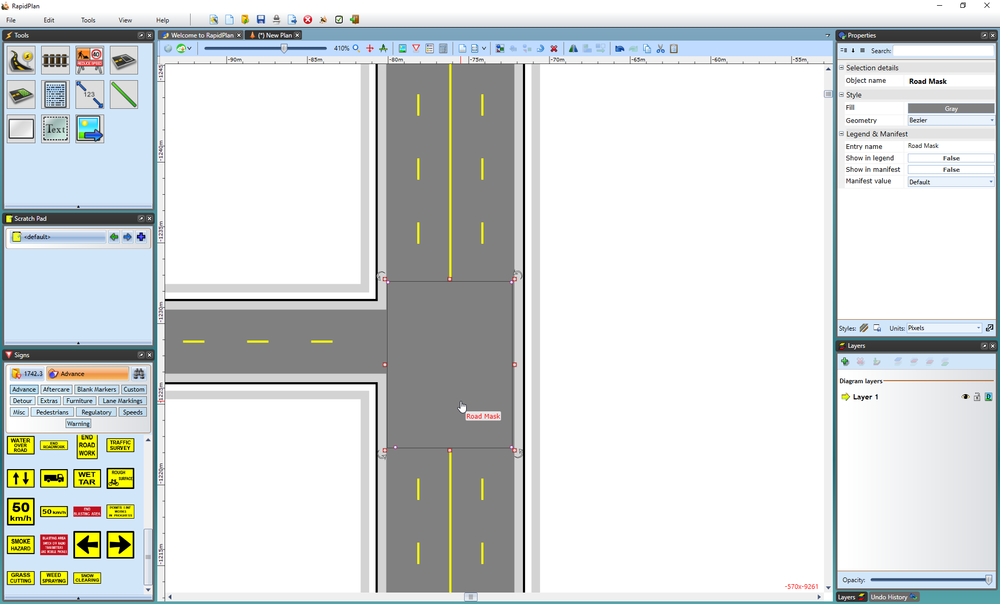 RapidPlan
File Edit Tools View Help
Tools
40
REDUCE SPEED
123
Text
Scratch Pad
<default>
Signs
1742.3 Advance
Advance Aftercare Blank Markers Custom
Detour Extras Furniture Lane Markings
Misc Pedestrians Regulatory Speeds
Warning
WATER OVER ROAD
END ROADWORK
END ROAD WORK
TRAFFIC SURVEY
WET TAR
ROUGH SURFACE
50 km/h
50 km/h
END BLASTING AREA
POWER LINE WORKS IN PROGRESS
SMOKE HAZARD
BLASTING AREA SWITCH OFF RADIO TRANSMITTERS AND MOBILE PHONES
GRASS CUTTING
WEED SPRAYING
SNOW CLEARING
Welcome to RapidPlan (*) New Plan
410%
-90m -85m -80m -75m -70m -65m -60m -55m
-1245
-1240m
-1235m
-1230m
-1225m
-1220m
-1215m
Road Mask
-570x-9261
Properties
Search:
Selection details
Object name Road Mask
Style
Fill Gray
Geometry Bezier
Legend & Manifest
Entry name Road Mask
Show in legend False
Show in manifest False
Manifest value Default
Styles: Units: Pixels
Layers
Diagram layers
Layer 1 D
Opacity:
Layers Undo History